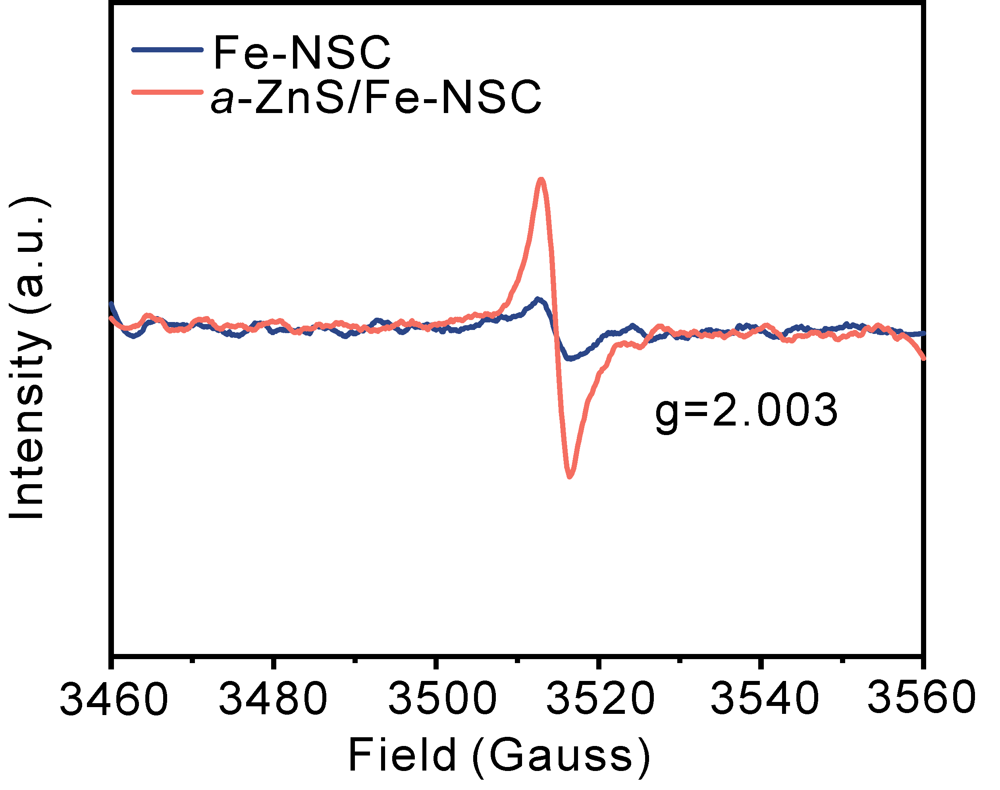 Fe-NSC
a-ZnS/Fe-NSC
Intensity (a.u.)
g=2.003
3460 3480 3500 3520 3540 3560
Field (Gauss)